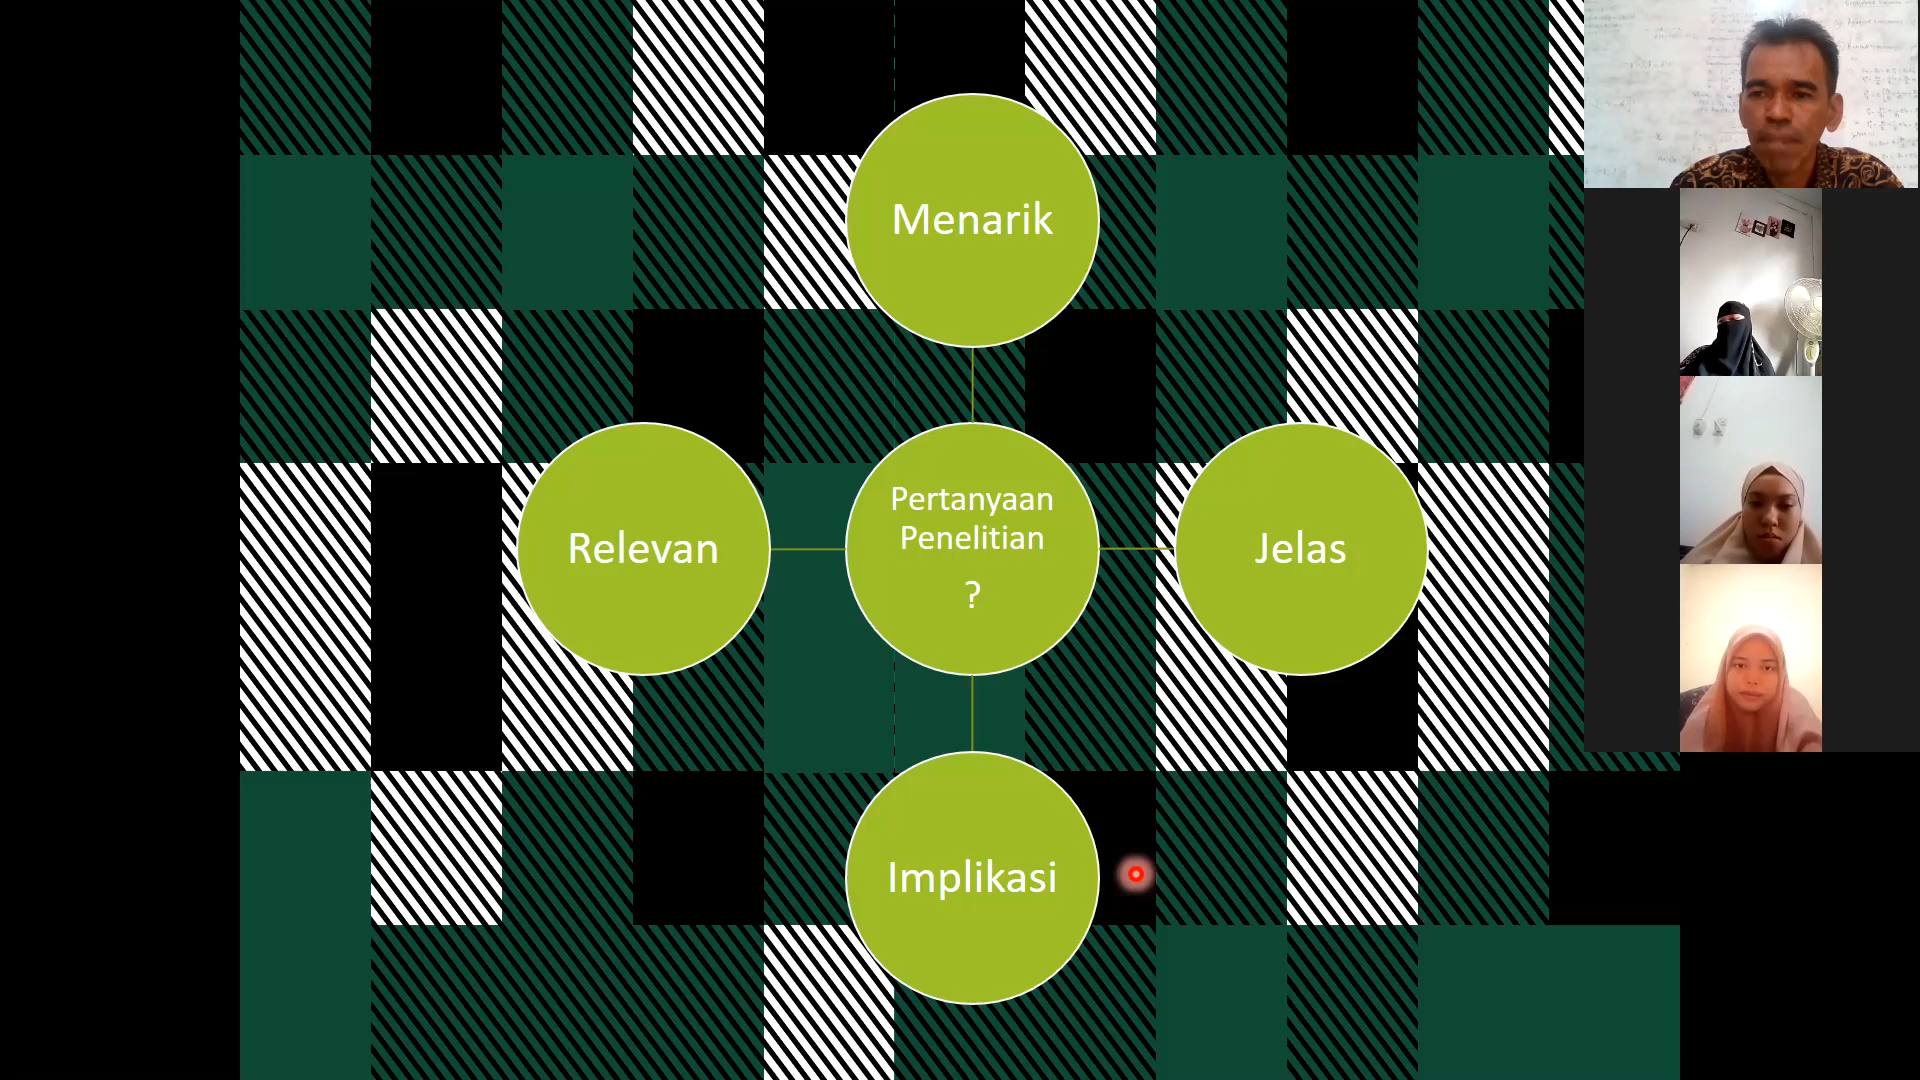 Menarik
Relevan
Pertanyaan
Penelitian
?
Jelas
Implikasi